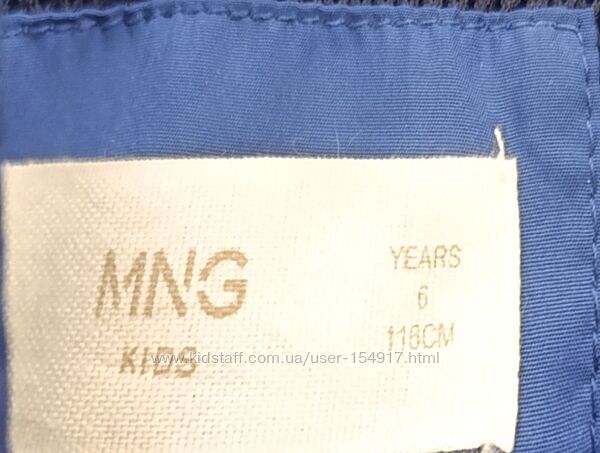 MNG
KIDS
YEARS
6
116CM
www.kidstaff.com.ua/user-154917.html